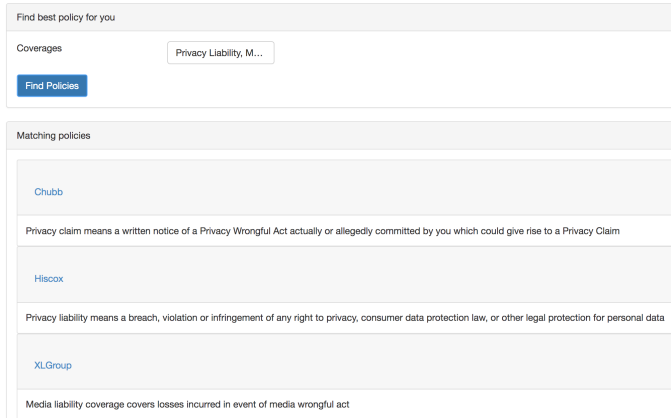 Find best policy for you
Coverages
Privacy Liability, M...
Find Policies
Matching policies
Chubb
Privacy claim means a written notice of a Privacy Wrongful Act actually or allegedly committed by you which could give rise to a Privacy Claim
Hiscox
Privacy liability means a breach, violation or infringement of any right to privacy, consumer data protection law, or other legal protection for personal data
XLGroup
Media liability coverage covers losses incurred in event of media wrongful act